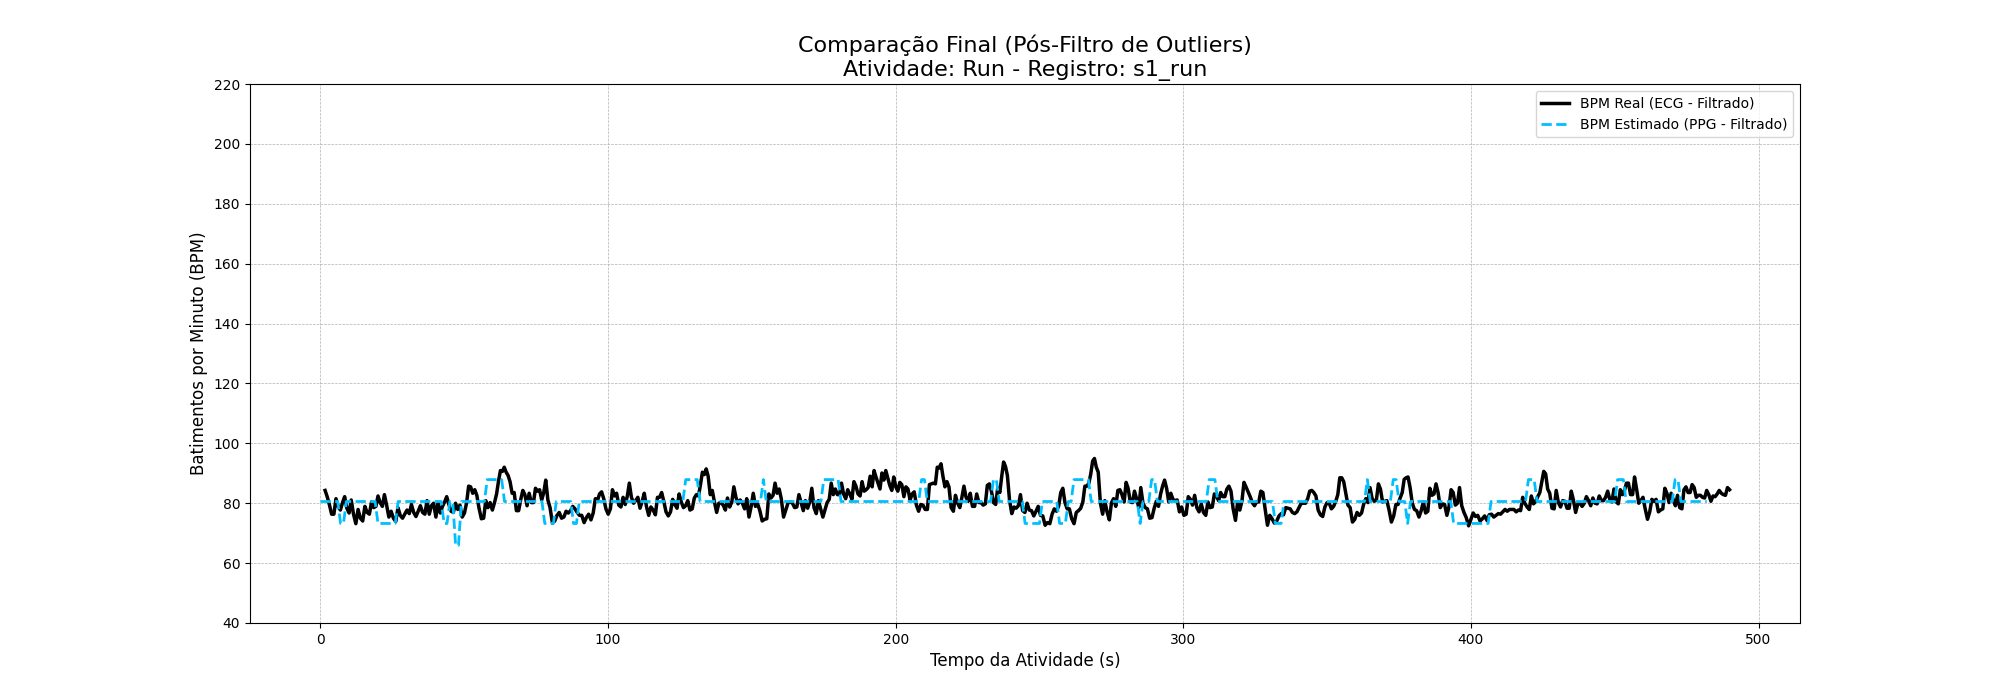 Comparação Final (Pós-Filtro de Outliers)
Atividade: Run - Registro: s1_run
BPM Real (ECG - Filtrado)
BPM Estimado (PPG - Filtrado)
Batimentos por Minuto (BPM)
220
200
180
160
140
120
100
80
60
40
0 100 200 300 400 500
Tempo da Atividade (s)